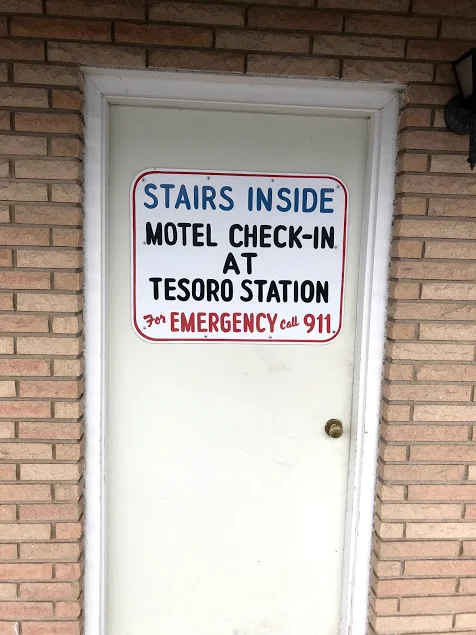 STAIRS INSIDE
MOTEL CHECK-IN
AT
TESORO STATION
For EMERGENCY call 911